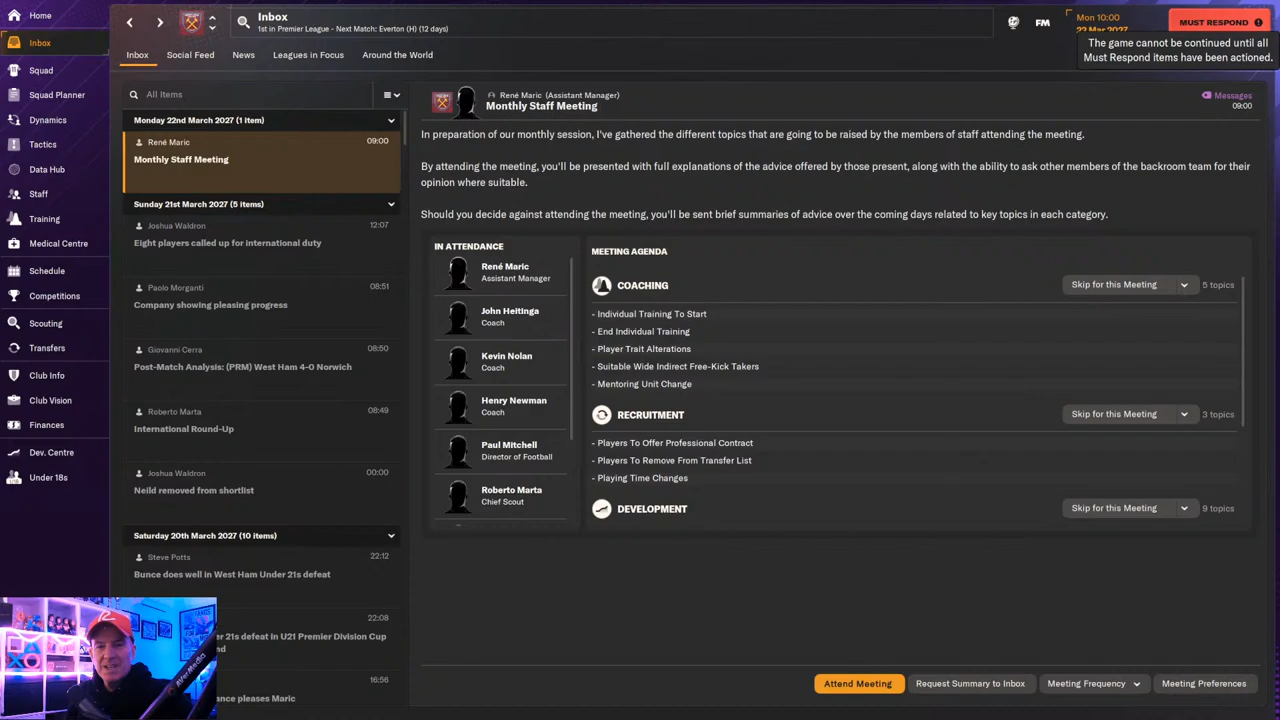 Home
Inbox
Squad
Squad Planner
Dynamics
Tactics
Data Hub
Staff
Training
Medical Centre
Schedule
Competitions
Scouting
Transfers
Club Info
Club Vision
Finances
Dev. Centre
Under 18s
Inbox
1st in Premier League - Next Match: Everton (H) (12 days)
FM
Mon 10:00
22 Mar 2027
MUST RESPOND
The game cannot be continued until all
Must Respond items have been actioned.
Inbox
Social Feed
News
Leagues in Focus
Around the World
All Items
Monday 22nd March 2027 (1 item)
René Maric 09:00
Monthly Staff Meeting
Sunday 21st March 2027 (5 items)
Joshua Waldron 12:07
Eight players called up for international duty
Paolo Morganti 08:51
Company showing pleasing progress
Giovanni Cerra 08:50
Post-Match Analysis: (PRM) West Ham 4-0 Norwich
Roberto Marta 08:49
International Round-Up
Joshua Waldron 00:00
Neild removed from shortlist
Saturday 20th March 2027 (10 items)
Steve Potts 22:12
Bunce does well in West Ham Under 21s defeat
22:08
21s defeat in U21 Premier Division Cup
16:56
pleases Maric
René Maric (Assistant Manager)
Monthly Staff Meeting
Messages
09:00
In preparation of our monthly session, I've gathered the different topics that are going to be raised by the members of staff attending the meeting.
By attending the meeting, you'll be presented with full explanations of the advice offered by those present, along with the ability to ask other members of the backroom team for their
opinion where suitable.
Should you decide against attending the meeting, you'll be sent brief summaries of advice over the coming days related to key topics in each category.
IN ATTENDANCE
René Maric
Assistant Manager
John Heitinga
Coach
Kevin Nolan
Coach
Henry Newman
Coach
Paul Mitchell
Director of Football
Roberto Marta
Chief Scout
MEETING AGENDA
COACHING Skip for this Meeting 5 topics
- Individual Training To Start
- End Individual Training
- Player Trait Alterations
- Suitable Wide Indirect Free-Kick Takers
- Mentoring Unit Change
RECRUITMENT Skip for this Meeting 3 topics
- Players To Offer Professional Contract
- Players To Remove From Transfer List
- Playing Time Changes
DEVELOPMENT Skip for this Meeting 9 topics
Attend Meeting
Request Summary to Inbox
Meeting Frequency
Meeting Preferences
AVerMedia